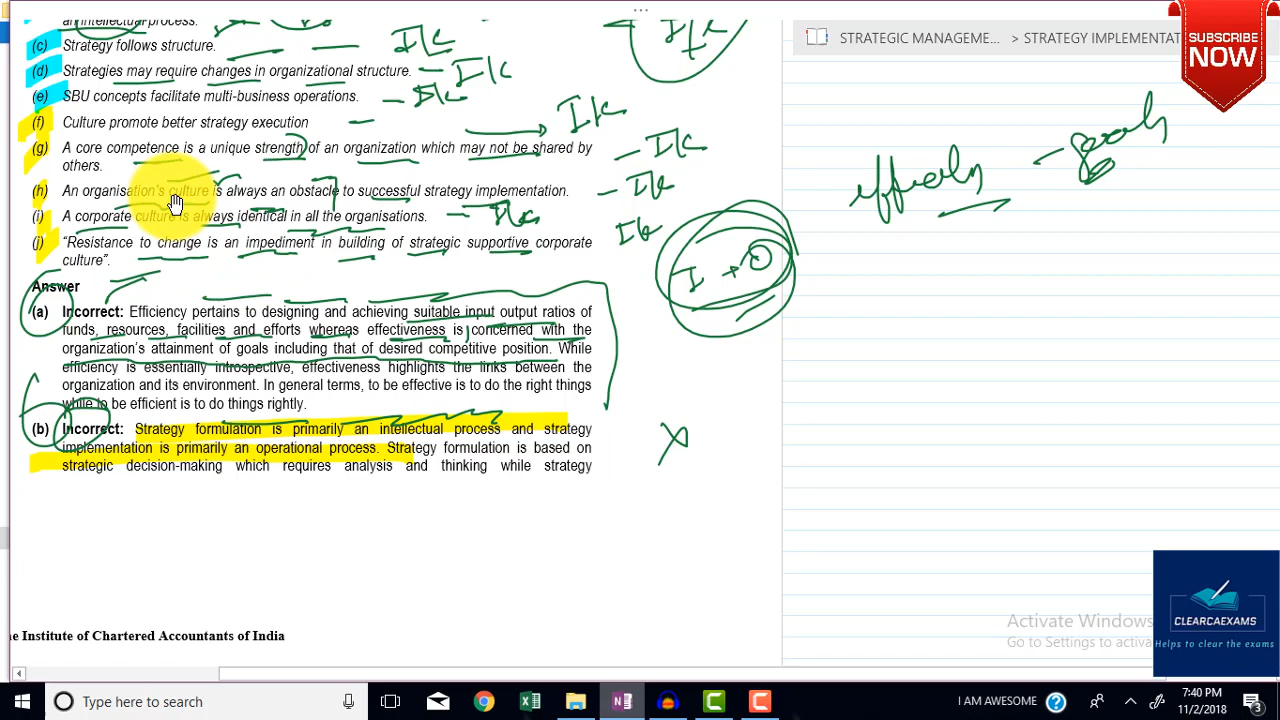 an intellectual process.
(c) Strategy follows structure.
(d) Strategies may require changes in organizational structure.
(e) SBU concepts facilitate multi-business operations.
(f) Culture promote better strategy execution
(g) A core competence is a unique strength of an organization which may not be shared by
others.
(h) An organisation's culture is always an obstacle to successful strategy implementation.
(i) A corporate culture is always identical in all the organisations.
(j) “Resistance to change is an impediment in building of strategic supportive corporate
culture”.
Answer
(a) Incorrect: Efficiency pertains to designing and achieving suitable input output ratios of
funds, resources, facilities and efforts whereas effectiveness is concerned with the
organization's attainment of goals including that of desired competitive position. While
efficiency is essentially introspective, effectiveness highlights the links between the
organization and its environment. In general terms, to be effective is to do the right things
while to be efficient is to do things rightly.
(b) Incorrect: Strategy formulation is primarily an intellectual process and strategy
implementation is primarily an operational process. Strategy formulation is based on
strategic decision-making which requires analysis and thinking while strategy
e Institute of Chartered Accountants of India
I/c
I/c
I/c
I/c
I/c
I/c
I/c
I + O
goals
STRATEGIC MANAGEME... > STRATEGY IMPLEMENTAT
SUBSCRIBE
NOW
Activate Windows
Go to Settings to activa
CLEARCAEXAMS
Helps to clear the exams
Type here to search
I AM AWESOME
7:40 PM
11/2/2018
3